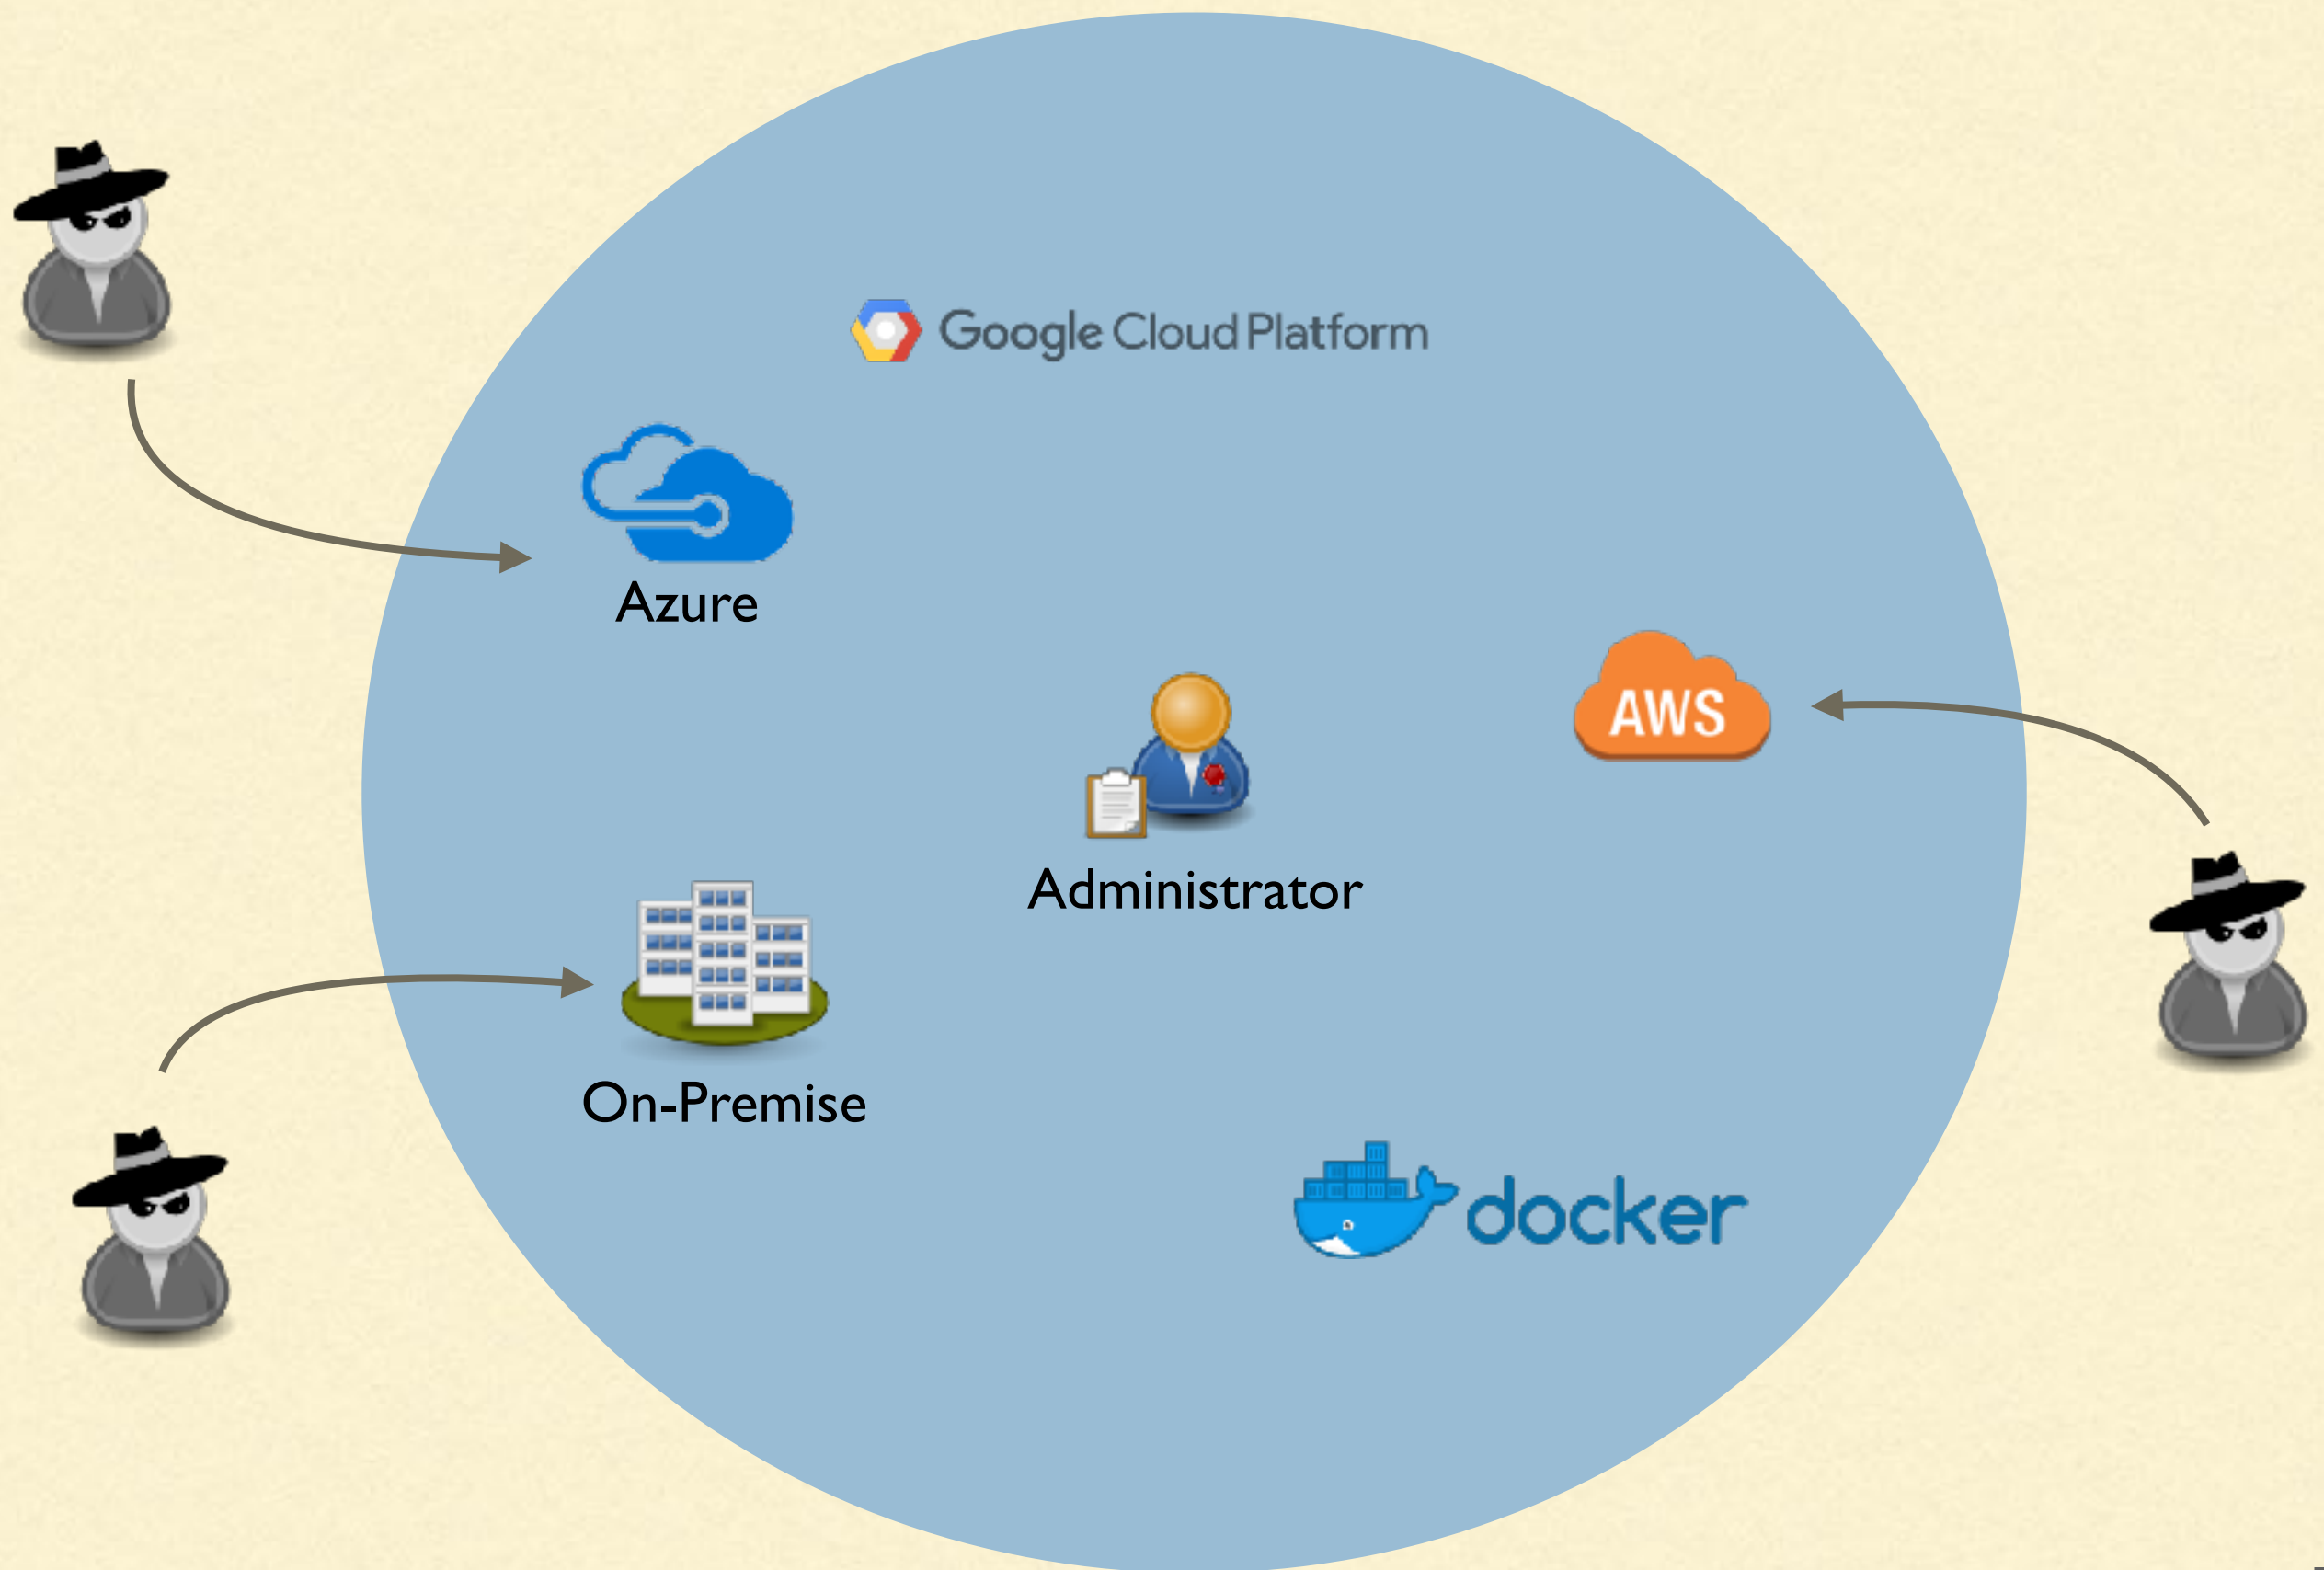 Google Cloud Platform
Azure
AWS
Administrator
On-Premise
docker